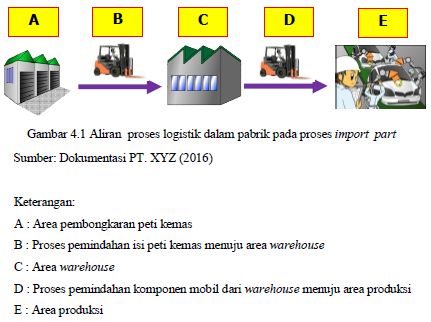 A B C D E
Gambar 4.1 Aliran proses logistik dalam pabrik pada proses import part
Sumber: Dokumentasi PT. XYZ (2016)
Keterangan:
A : Area pembongkaran peti kemas
B : Proses pemindahan isi peti kemas menuju area warehouse
C : Area warehouse
D : Proses pemindahan komponen mobil dari warehouse menuju area produksi
E : Area produksi